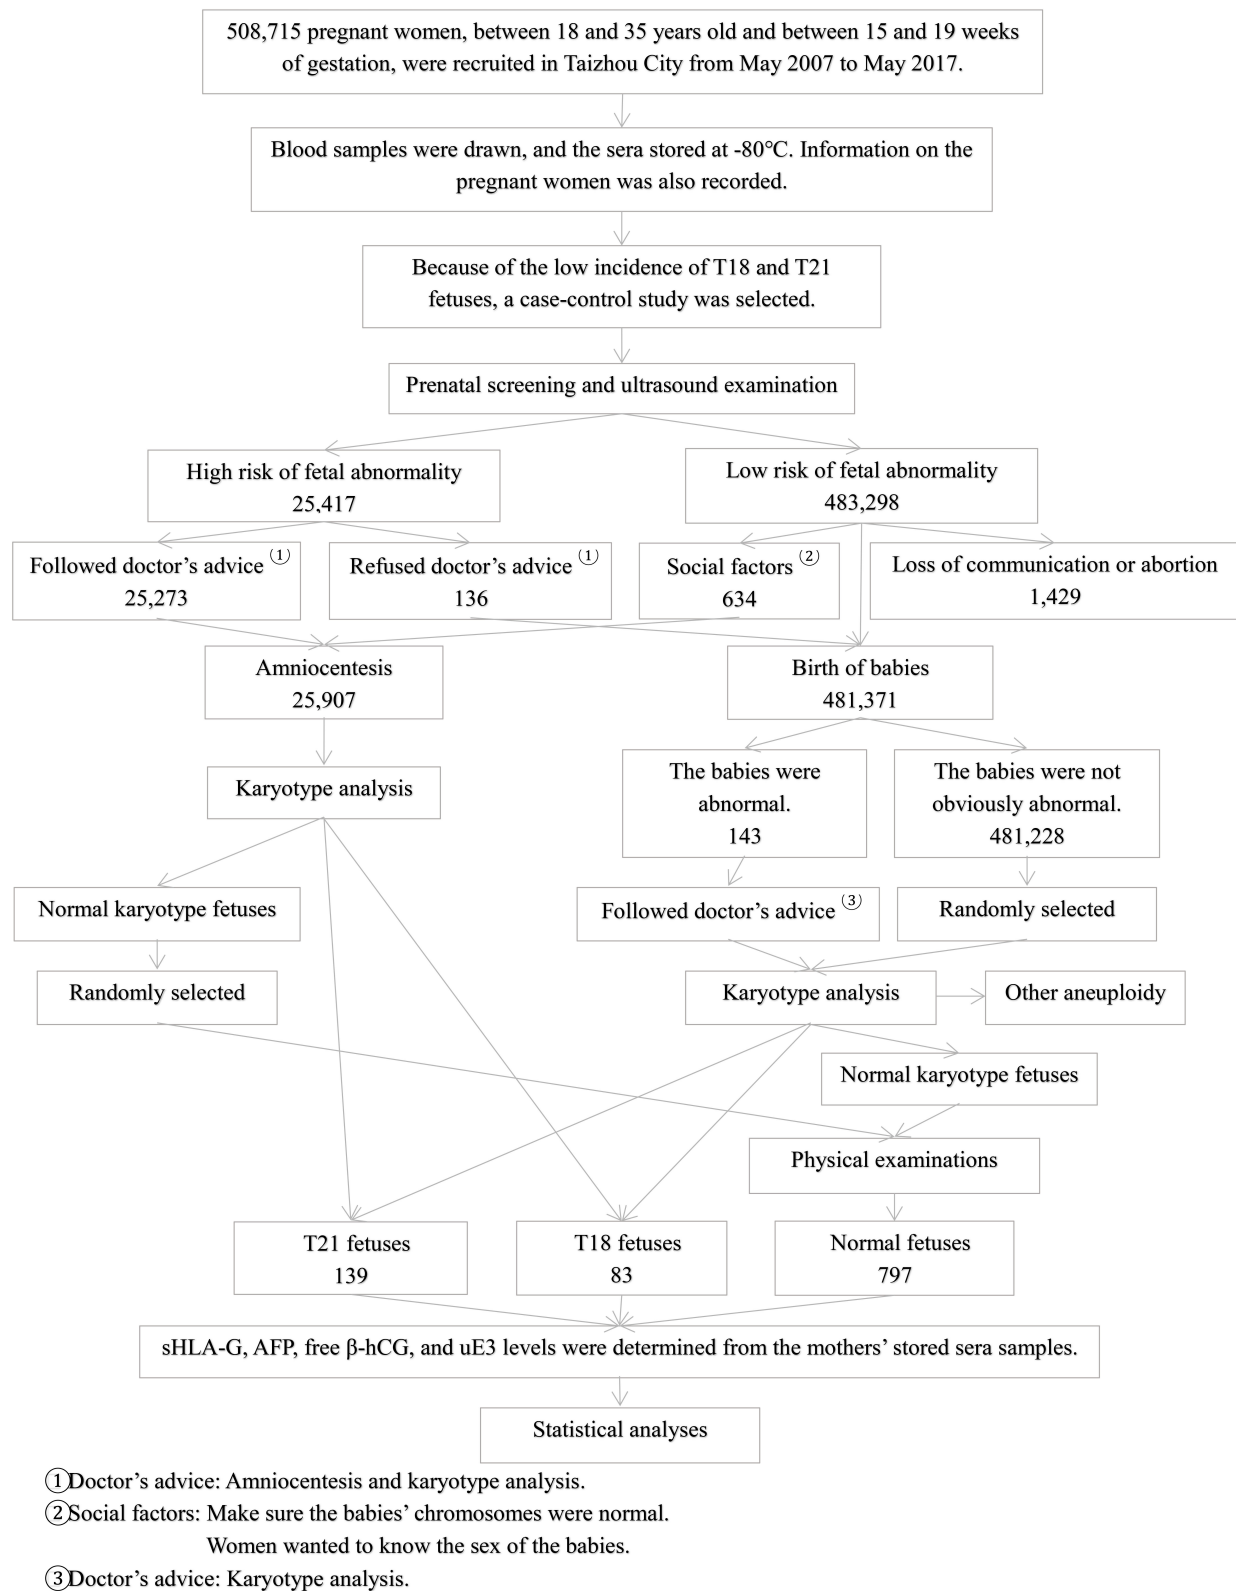 508,715 pregnant women, between 18 and 35 years old and between 15 and 19 weeks
of gestation, were recruited in Taizhou City from May 2007 to May 2017.
Blood samples were drawn, and the sera stored at -80℃. Information on the
pregnant women was also recorded.
Because of the low incidence of T18 and T21
fetuses, a case-control study was selected.
Prenatal screening and ultrasound examination
High risk of fetal abnormality
25,417
Low risk of fetal abnormality
483,298
Followed doctor’s advice ①
25,273
Refused doctor’s advice ①
136
Social factors ②
634
Loss of communication or abortion
1,429
Amniocentesis
25,907
Birth of babies
481,371
Karyotype analysis
The babies were
abnormal.
143
The babies were not
obviously abnormal.
481,228
Normal karyotype fetuses
Followed doctor’s advice ③
Randomly selected
Randomly selected
Karyotype analysis
Other aneuploidy
Normal karyotype fetuses
Physical examinations
T21 fetuses
139
T18 fetuses
83
Normal fetuses
797
sHLA-G, AFP, free β-hCG, and uE3 levels were determined from the mothers’ stored sera samples.
Statistical analyses
①Doctor’s advice: Amniocentesis and karyotype analysis.
②Social factors: Make sure the babies’ chromosomes were normal.
Women wanted to know the sex of the babies.
③Doctor’s advice: Karyotype analysis.